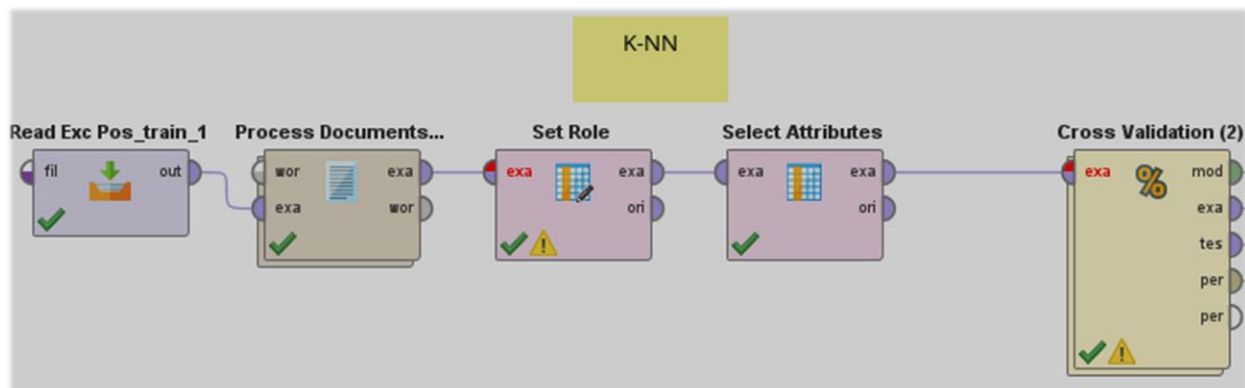 K-NN
Read Exc Pos_train_1
fil
out
Process Documents...
wor
exa
exa
wor
Set Role
exa
exa
ori
Select Attributes
exa
exa
ori
Cross Validation (2)
exa
%
mod
exa
tes
per
per